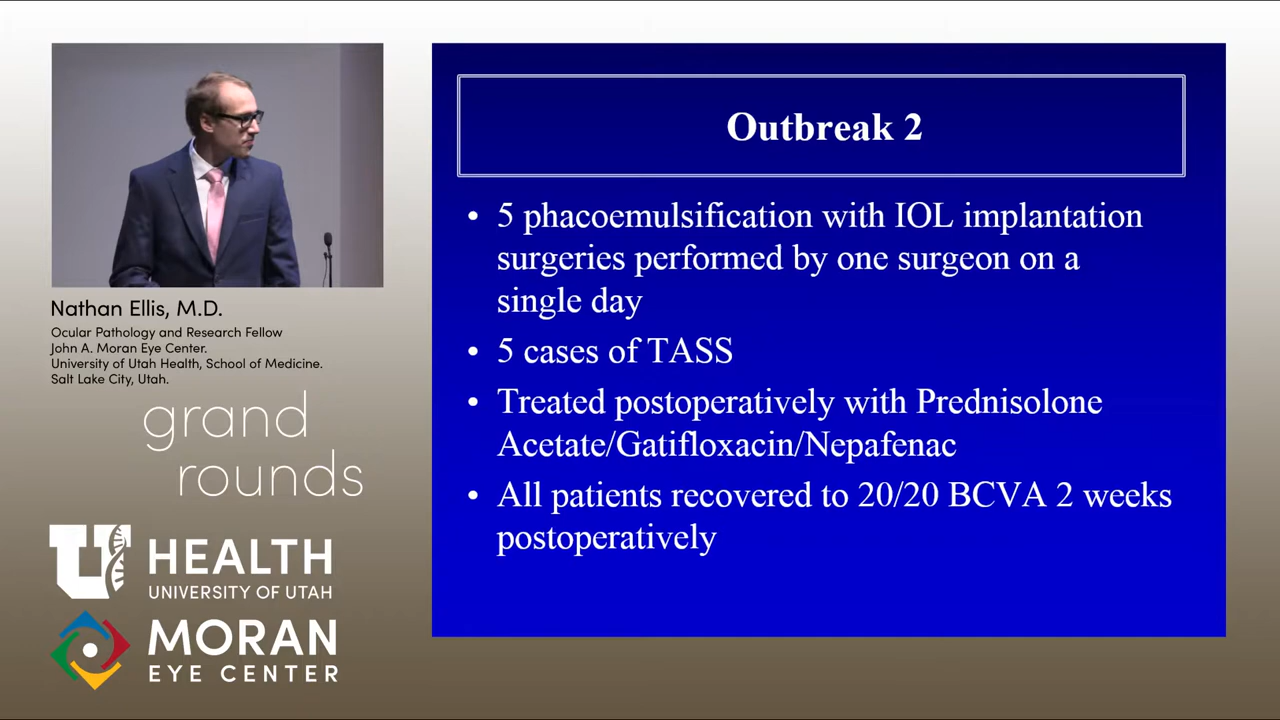 Outbreak 2
• 5 phacoemulsification with IOL implantation
surgeries performed by one surgeon on a
single day
• 5 cases of TASS
• Treated postoperatively with Prednisolone
Acetate/Gatifloxacin/Nepafenac
• All patients recovered to 20/20 BCVA 2 weeks
postoperatively
Nathan Ellis, M.D.
Ocular Pathology and Research Fellow
John A. Moran Eye Center.
University of Utah Health, School of Medicine.
Salt Lake City, Utah.
grand
rounds
U HEALTH
UNIVERSITY OF UTAH
MORAN
EYE CENTER